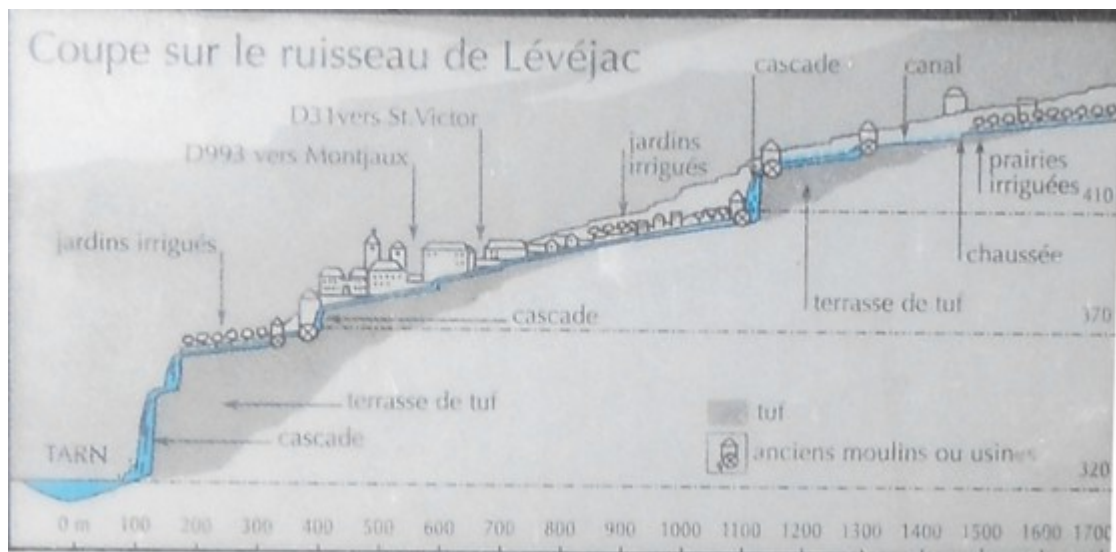 Coupe sur le ruisseau de Lévéjac
cascade
canal
D31vers St.Victor
D993 vers Montjaux
jardins
irrigués
prairies
irriguées
410
jardins irrigués
chaussée
terrasse de tuf
cascade
370
terrasse de tuf
tuf
cascade
TARN
anciens moulins ou usines
320
0 m 100 200 300 400 500 600 700 800 900 1000 1100 1200 1300 1400 1500 1600 1700